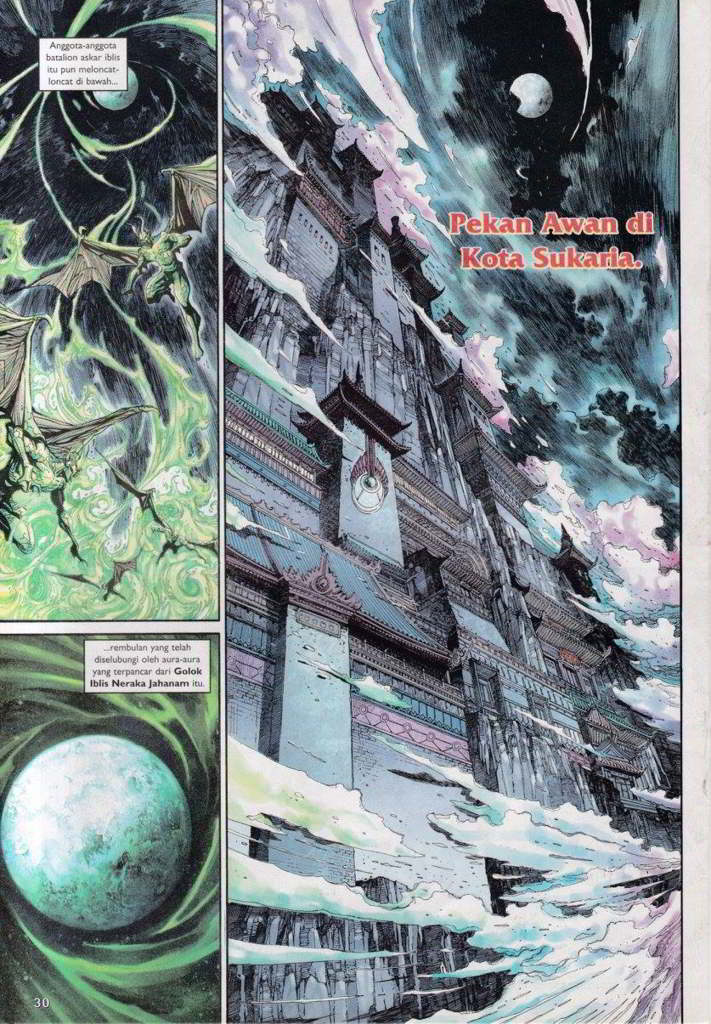 Anggota-anggota
batalion askar iblis
itu pun meloncat-
loncat di bawah...
...rembulan yang telah
diselubungi oleh aura-aura
yang terpancar dari Golok
Iblis Neraka Jahanam itu.
Pekan Awan di
Kota Sukaria.
30